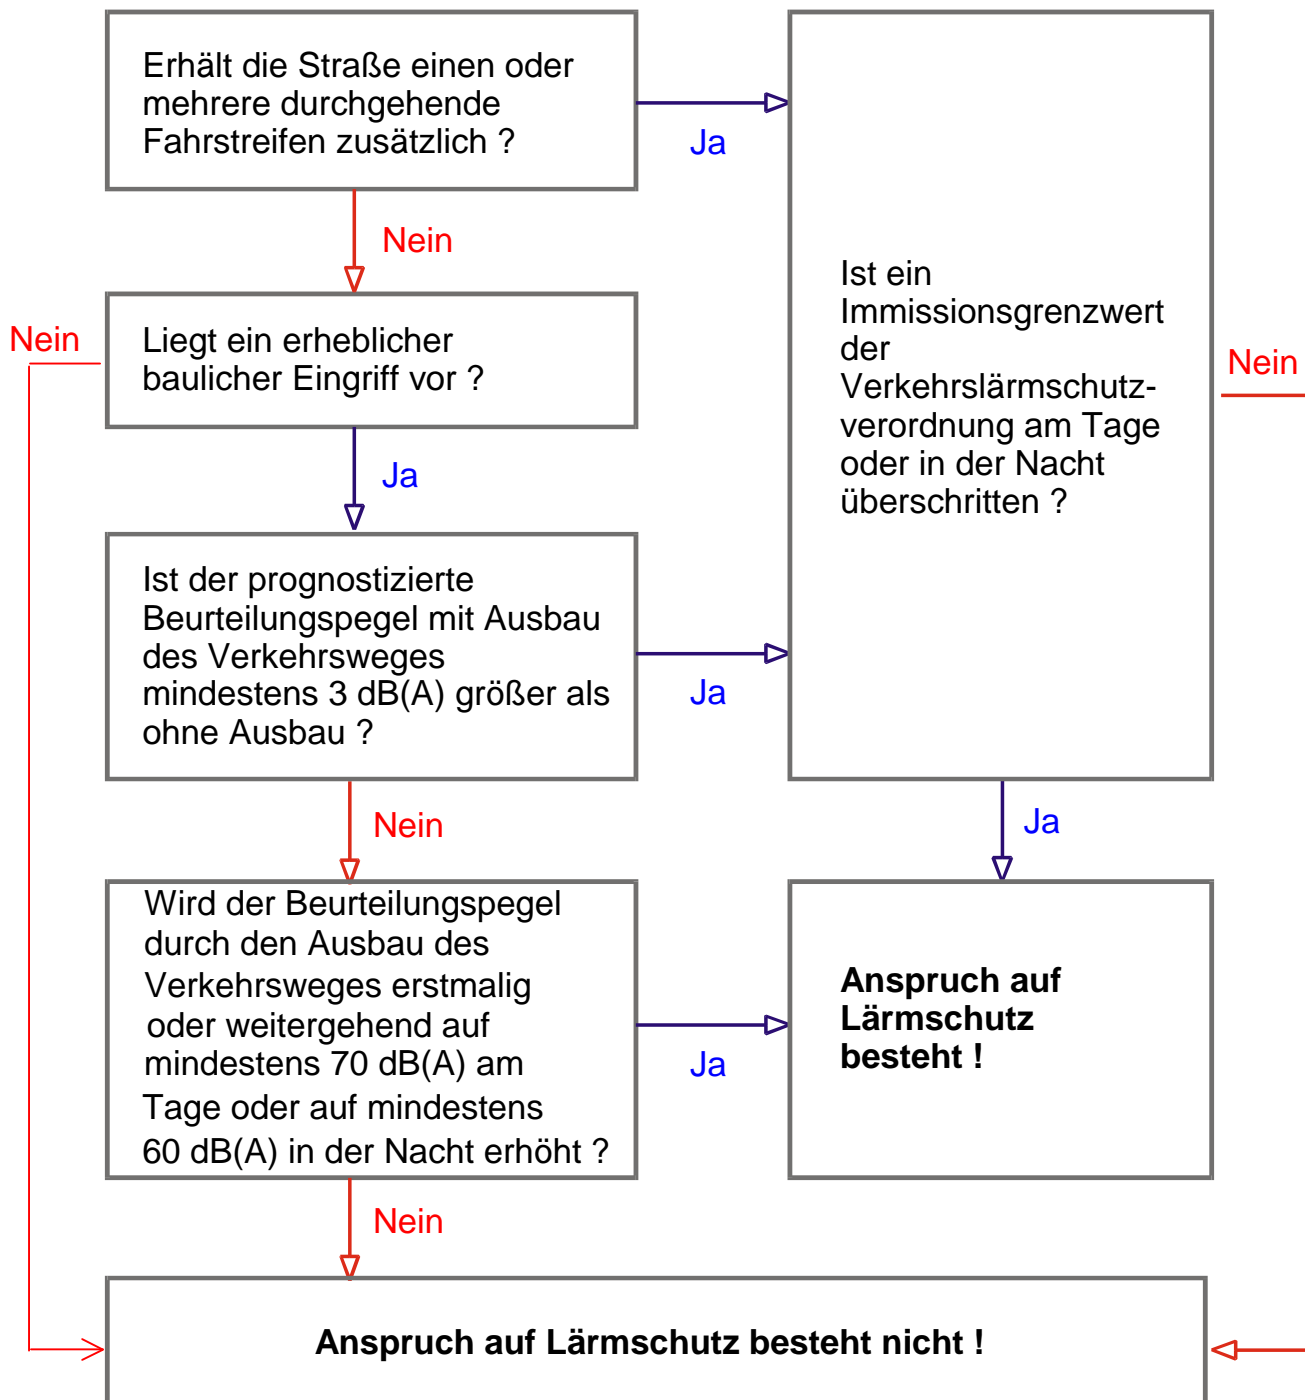 Erhält die Straße einen oder
mehrere durchgehende
Fahrstreifen zusätzlich ?
Ja
Nein
Nein
Liegt ein erheblicher
baulicher Eingriff vor ?
Ja
Ist der prognostizierte
Beurteilungspegel mit Ausbau
des Verkehrsweges
mindestens 3 dB(A) größer als
ohne Ausbau ?
Ja
Nein
Ist ein
Immissionsgrenzwert
der
Verkehrslärmschutz-
verordnung am Tage
oder in der Nacht
überschritten ?
Nein
Ja
Wird der Beurteilungspegel
durch den Ausbau des
Verkehrsweges erstmalig
oder weitergehend auf
mindestens 70 dB(A) am
Tage oder auf mindestens
60 dB(A) in der Nacht erhöht ?
Ja
Nein
Anspruch auf
Lärmschutz
besteht !
Anspruch auf Lärmschutz besteht nicht !